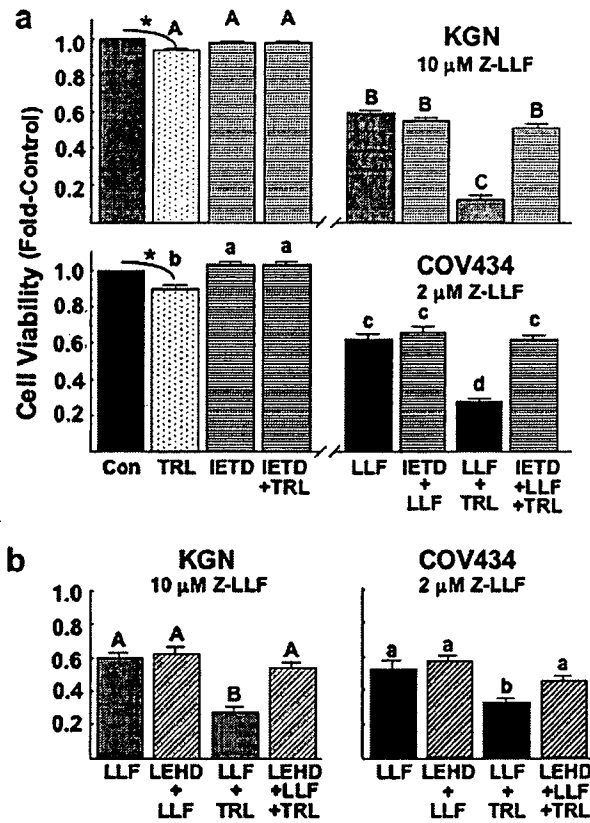 a
Cell Viability (Fold-Control)
KGN
10 μM Z-LLF
1.0
0.8
0.6
0.4
0.2
* A A A
B B C B
COV434
2 μM Z-LLF
1.0
0.8
0.6
0.4
0.2
* b a a
c c d c
Con TRL IETD IETD LLF IETD LLF IETD
+TRL + + +LLF
LLF TRL +TRL
b
KGN COV434
10 μM Z-LLF 2 μM Z-LLF
1.0
0.8
0.6
0.4
0.2
A A B A
a a b a
LLF LEHD LLF LEHD LLF LEHD LLF LEHD
+ + +LLF + + +LLF
LLF TRL +TRL LLF TRL +TRL